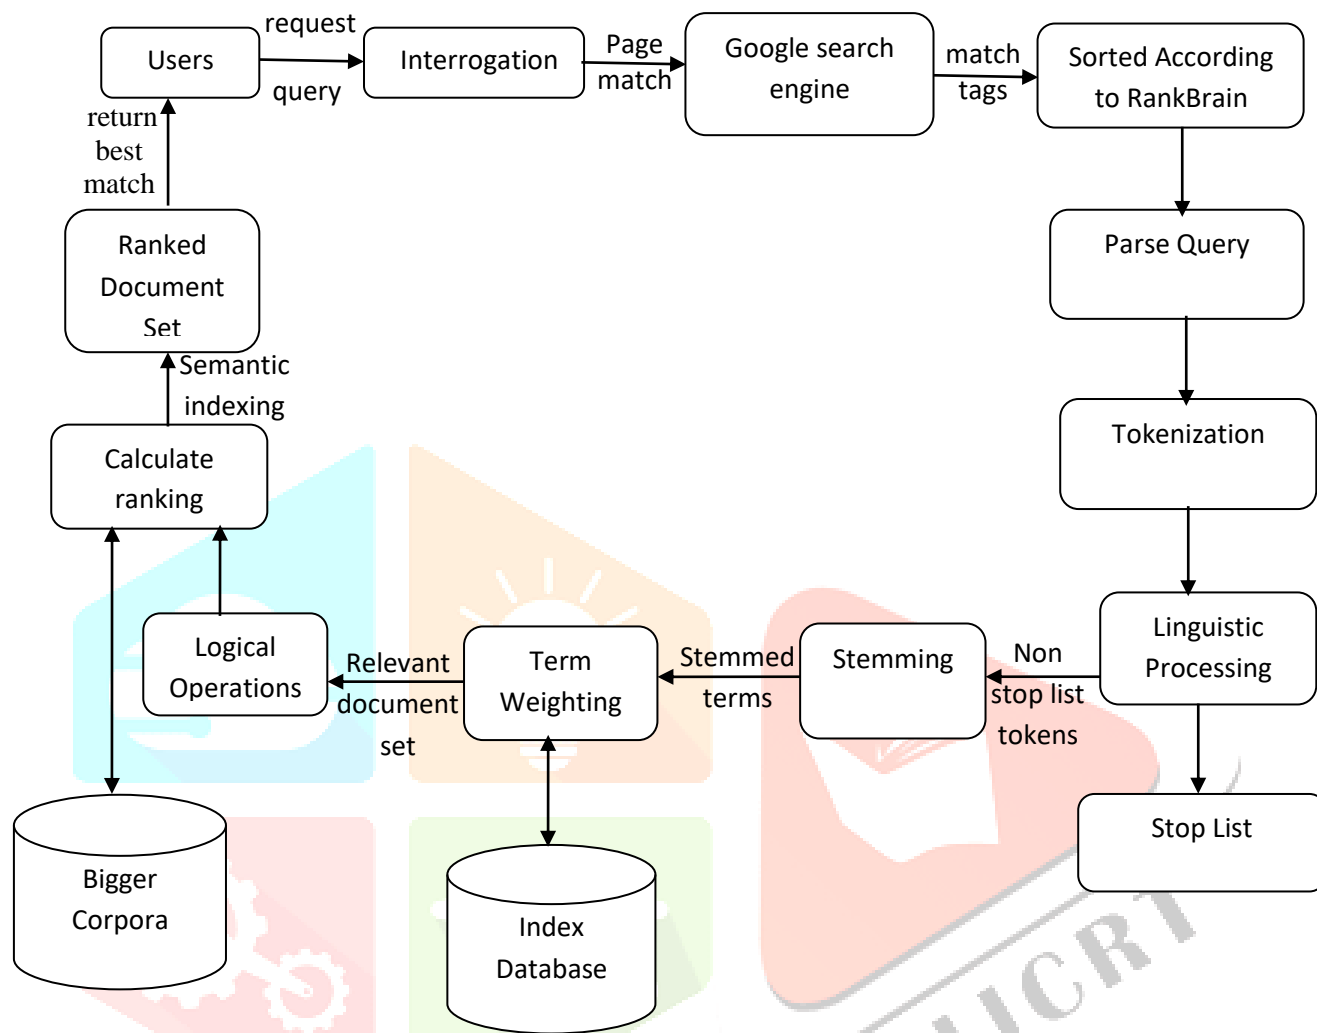 Users
request
query
Interrogation
Page
match
Google search
engine
match
tags
Sorted According
to RankBrain
return
best
match
Ranked
Document
Set
Parse Query
Semantic
indexing
Tokenization
Calculate
ranking
Logical
Operations
Relevant
document
set
Term
Weighting
Stemmed
terms
Stemming
Non
stop list
tokens
Linguistic
Processing
Stop List
Bigger
Corpora
Index
Database
IJCRT